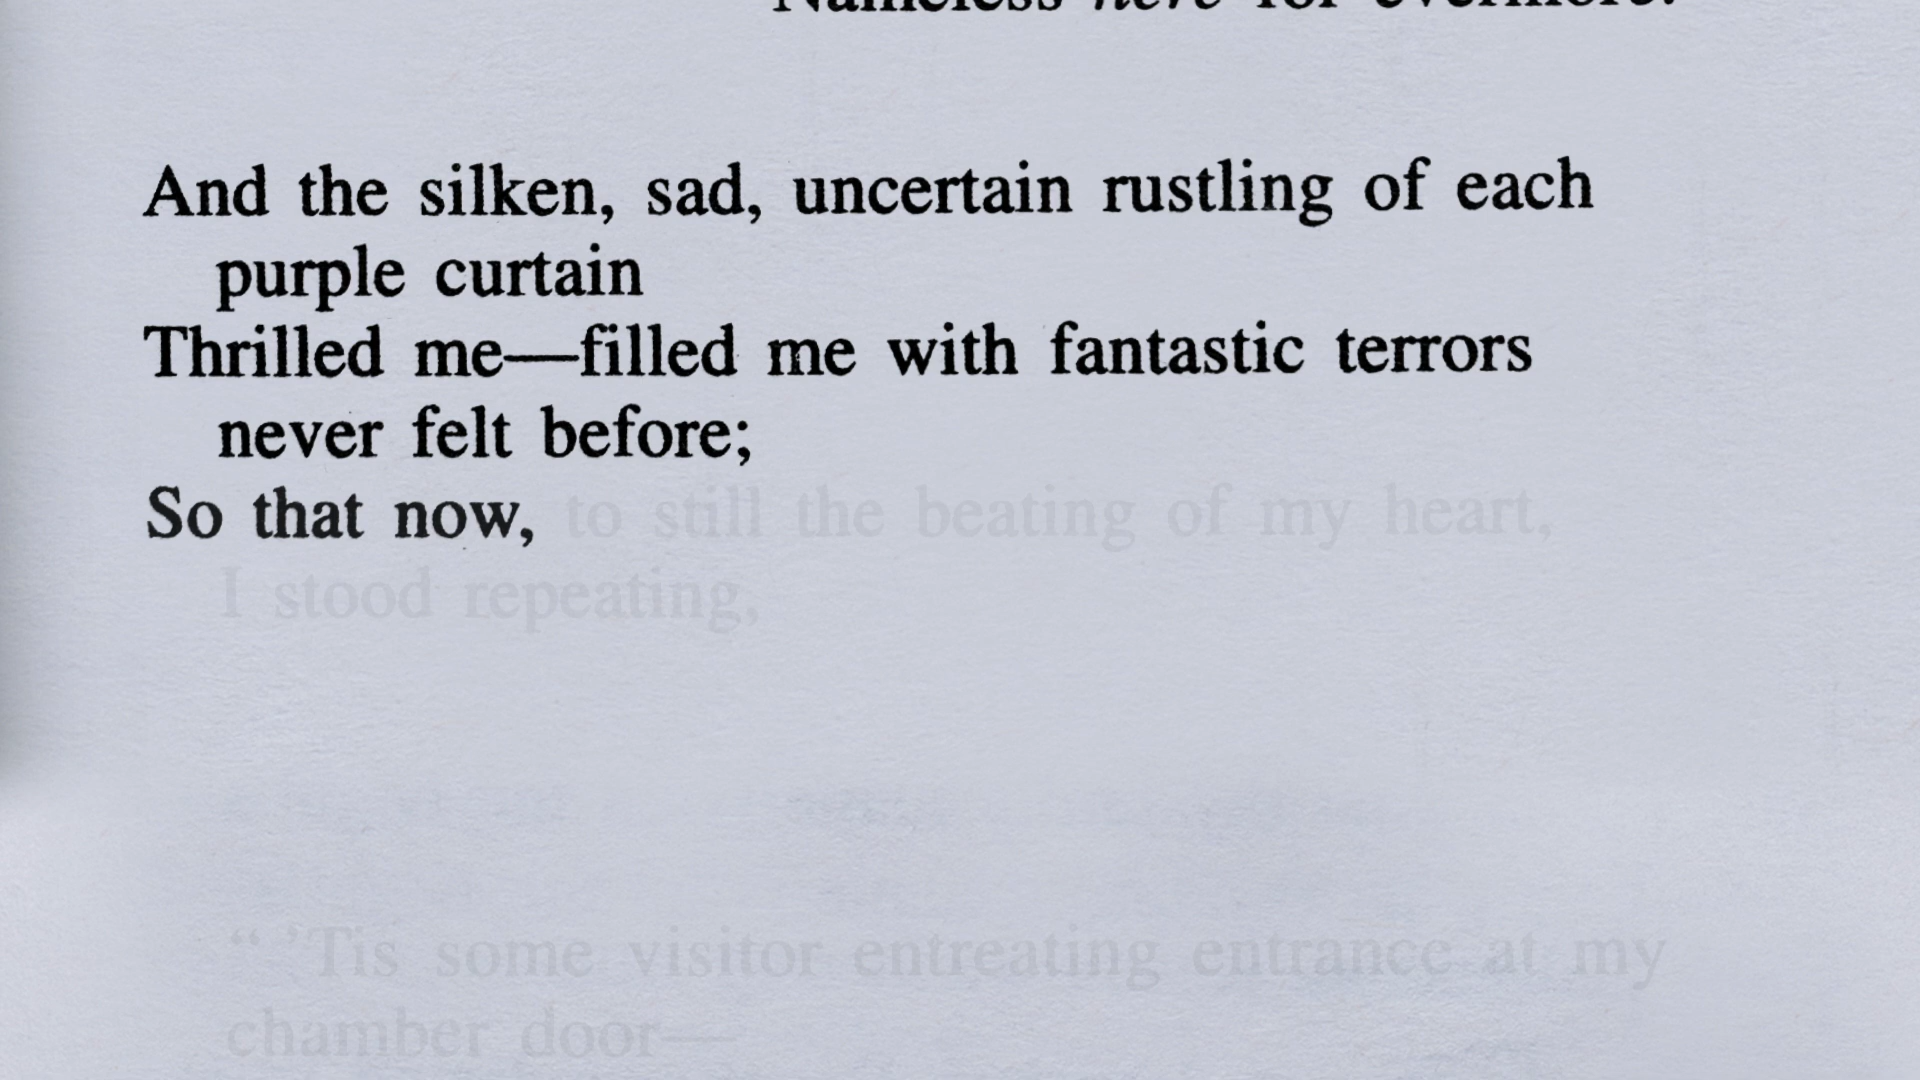 Nameless here for evermore.
And the silken, sad, uncertain rustling of each
purple curtain
Thrilled me—filled me with fantastic terrors
never felt before;
So that now, to still the beating of my heart,
I stood repeating,
“ ’Tis some visitor entreating entrance at my
chamber door—